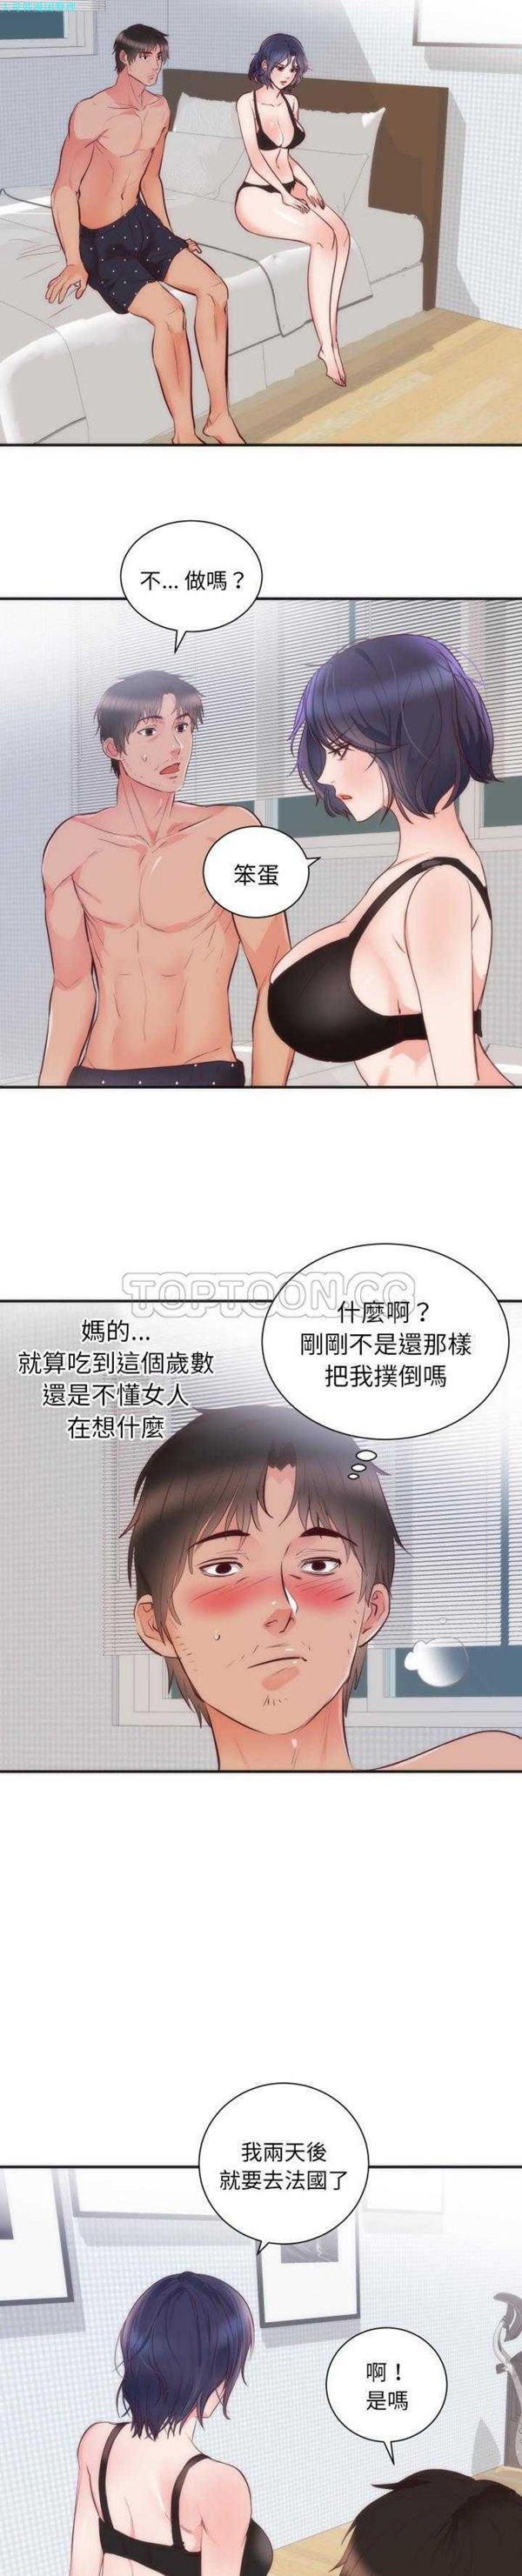 不... 做嗎？
笨蛋
TOPTOON.CC
什麼啊？
剛剛不是還那樣
把我撲倒嗎
媽的...
就算吃到這個歲數
還是不懂女人
在想什麼
我兩天後
就要去法國了
啊！
是嗎